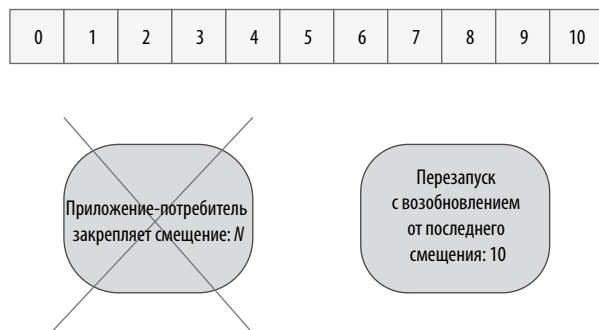 0 1 2 3 4 5 6 7 8 9 10
Приложение-потребитель
закрепляет смещение: N
Перезапуск
с возобновлением
от последнего
смещения: 10